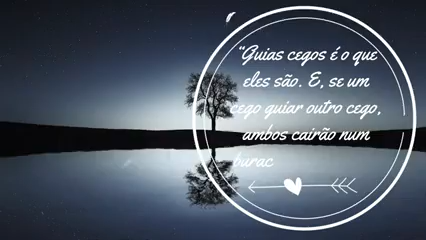 “Guias cegos é o que
eles são. E, se um
cego guiar outro cego,
ambos cairão num
burac